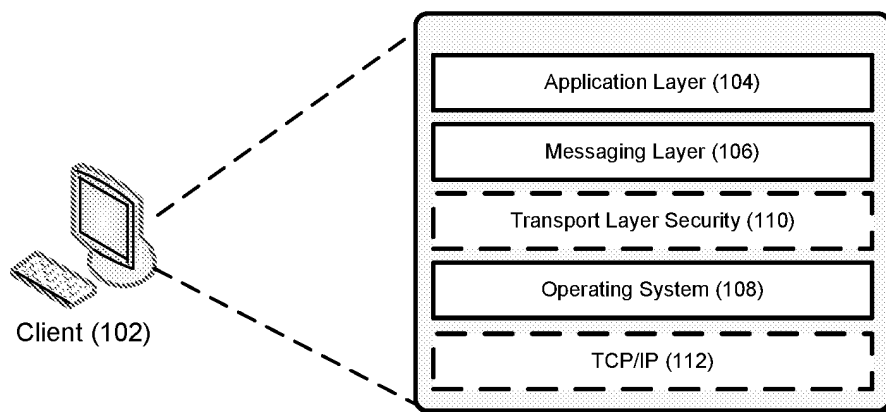 Application Layer (104)
Messaging Layer (106)
Transport Layer Security (110)
Operating System (108)
TCP/IP (112)
Client (102)